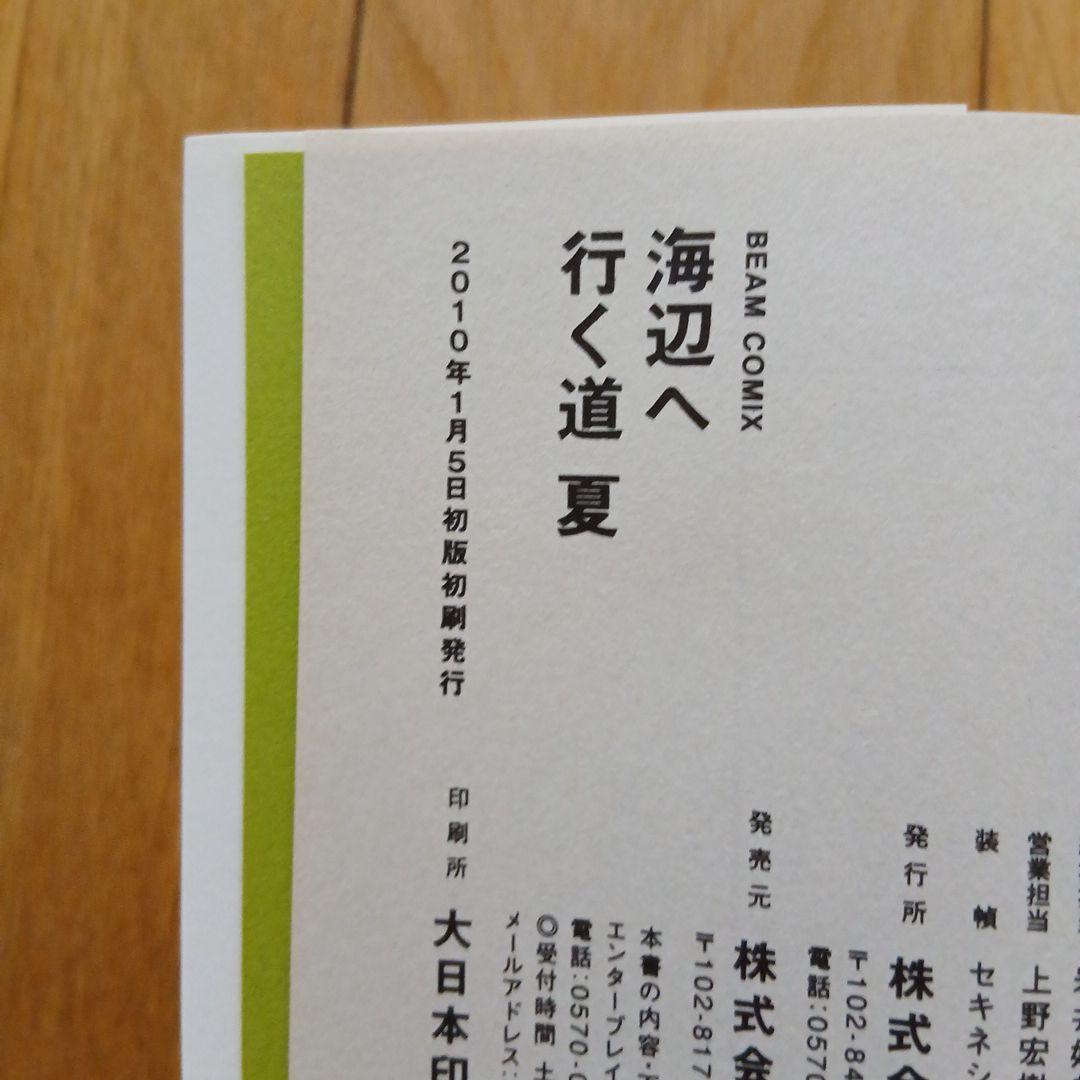 BEAM COMIX
海辺へ
行く道 夏
2010年1月5日初版初刷発行
営業担当 上野宏
装幀 セキネシ
発行所 株式会
〒102-84
電話:0570
発売元 株式会
〒102-817
本書の内容・
エンターブレイ
電話:0570-0
◎受付時間 土
メールアドレス:
印刷所 大日本印